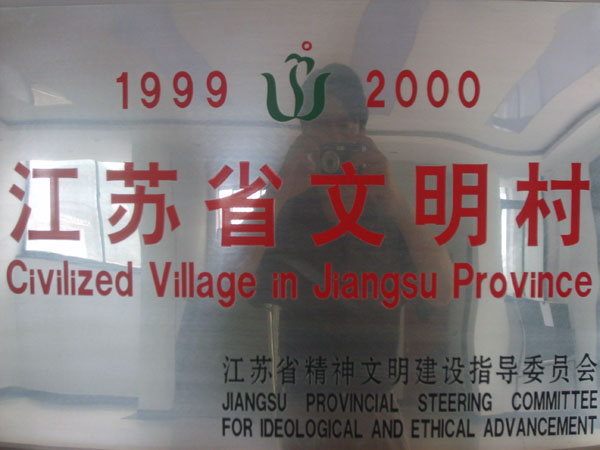 1999 2000
江苏省文明村
Civilized Village in Jiangsu Province
江苏省精神文明建设指导委员会
JIANGSU PROVINCIAL STEERING COMMITTEE
FOR IDEOLOGICAL AND ETHICAL ADVANCEMENT